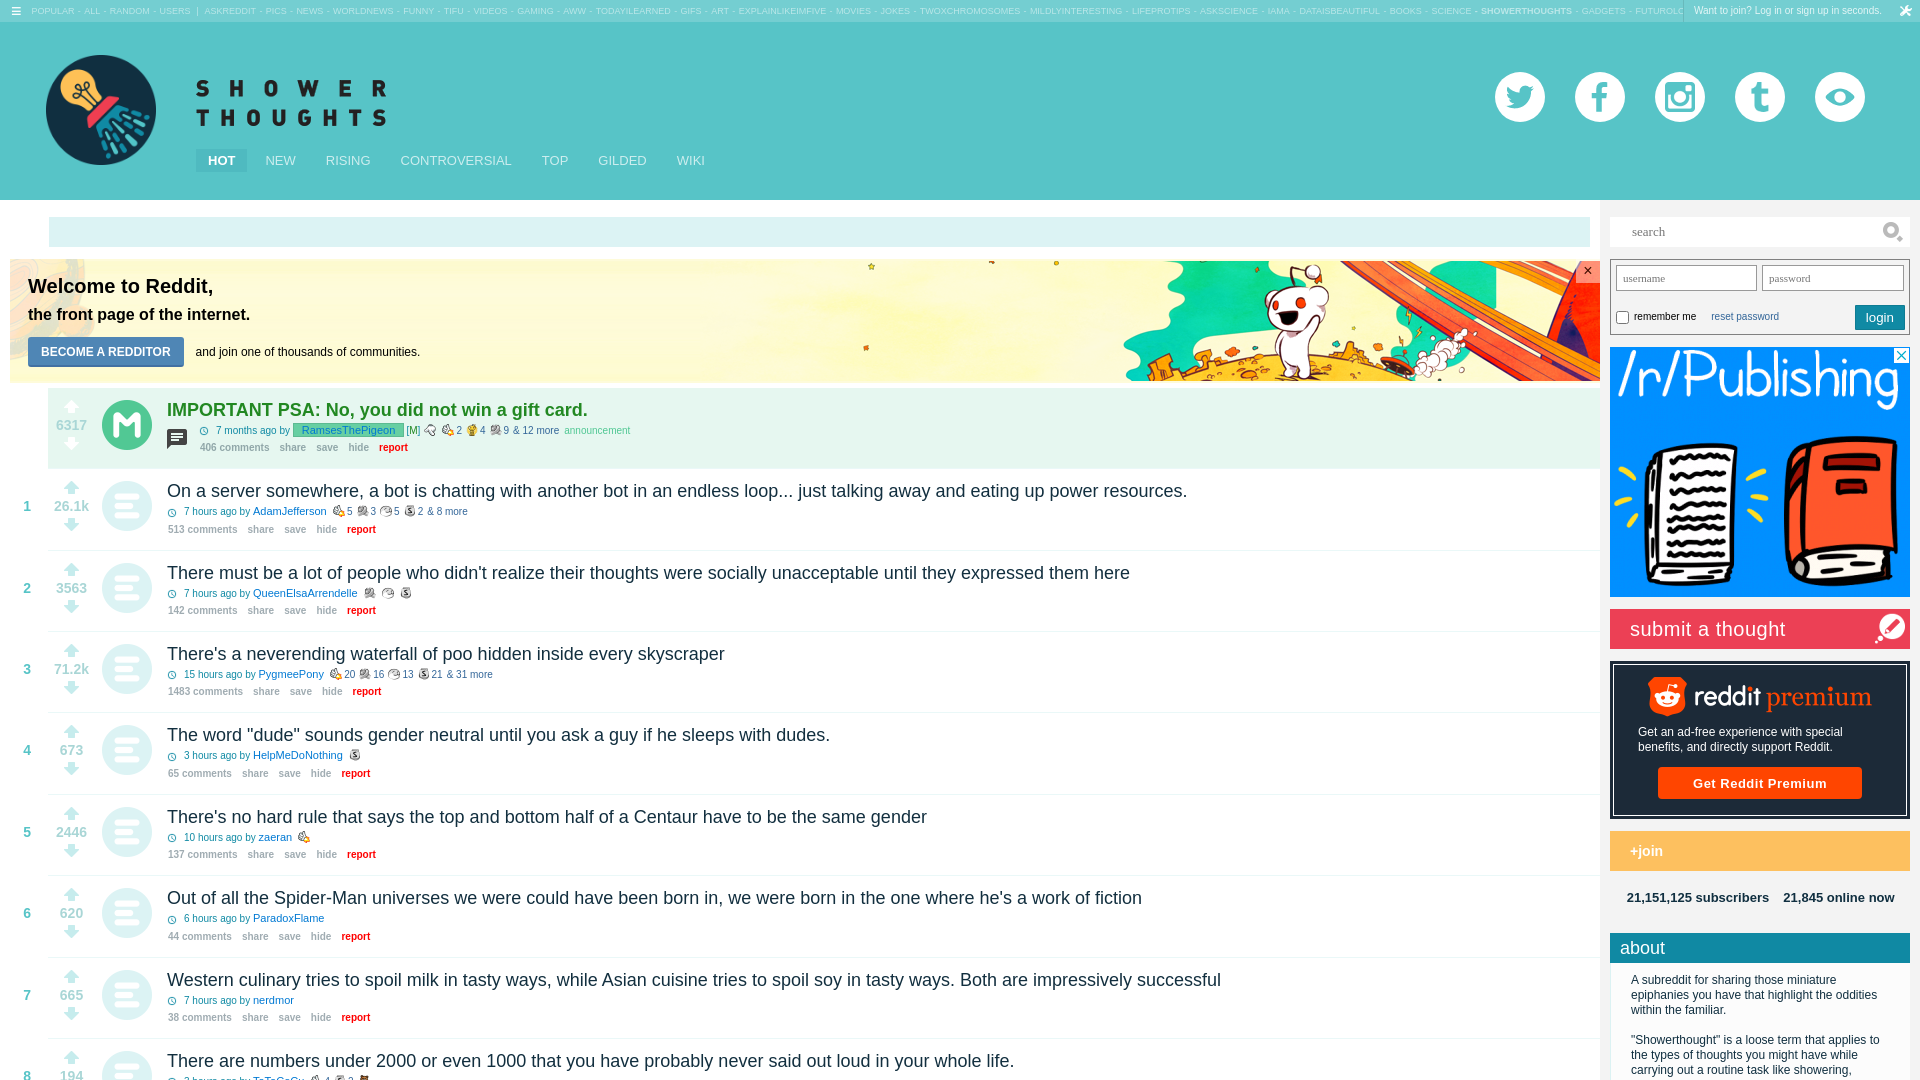 POPULAR - ALL - RANDOM - USERS | ASKREDDIT - PICS - NEWS - WORLDNEWS - FUNNY - TIFU - VIDEOS - GAMING - AWW - TODAYILEARNED - GIFS - ART - EXPLAINLIKEIMFIVE - MOVIES - JOKES - TWOXCHROMOSOMES - MILDLYINTERESTING - LIFEPROTIPS - ASKSCIENCE - IAMA - DATAISBEAUTIFUL - BOOKS - SCIENCE - SHOWERTHOUGHTS - GADGETS - FUTUROLO
Want to join? Log in or sign up in seconds.
SHOWER
THOUGHTS
HOT NEW RISING CONTROVERSIAL TOP GILDED WIKI
Welcome to Reddit,
the front page of the internet.
BECOME A REDDITOR and join one of thousands of communities.
×
6317
M
IMPORTANT PSA: No, you did not win a gift card.
7 months ago by RamsesThePigeon [M] 2 4 9 & 12 more announcement
406 comments share save hide report
1
26.1k
On a server somewhere, a bot is chatting with another bot in an endless loop... just talking away and eating up power resources.
7 hours ago by AdamJefferson 5 3 5 2 & 8 more
513 comments share save hide report
2
3563
There must be a lot of people who didn't realize their thoughts were socially unacceptable until they expressed them here
7 hours ago by QueenElsaArrendelle
142 comments share save hide report
3
71.2k
There's a neverending waterfall of poo hidden inside every skyscraper
15 hours ago by PygmeePony 20 16 13 21 & 31 more
1483 comments share save hide report
4
673
The word "dude" sounds gender neutral until you ask a guy if he sleeps with dudes.
3 hours ago by HelpMeDoNothing
65 comments share save hide report
5
2446
There's no hard rule that says the top and bottom half of a Centaur have to be the same gender
10 hours ago by zaeran
137 comments share save hide report
6
620
Out of all the Spider-Man universes we were could have been born in, we were born in the one where he's a work of fiction
6 hours ago by ParadoxFlame
44 comments share save hide report
7
665
Western culinary tries to spoil milk in tasty ways, while Asian cuisine tries to spoil soy in tasty ways. Both are impressively successful
7 hours ago by nerdmor
38 comments share save hide report
8
194
There are numbers under 2000 or even 1000 that you have probably never said out loud in your whole life.
search
username password
remember me reset password login
/r/Publishing
submit a thought
reddit premium
Get an ad-free experience with special
benefits, and directly support Reddit.
Get Reddit Premium
+join
21,151,125 subscribers 21,845 online now
about
A subreddit for sharing those miniature
epiphanies you have that highlight the oddities
within the familiar.
"Showerthought" is a loose term that applies to
the types of thoughts you might have while
carrying out a routine task like showering,